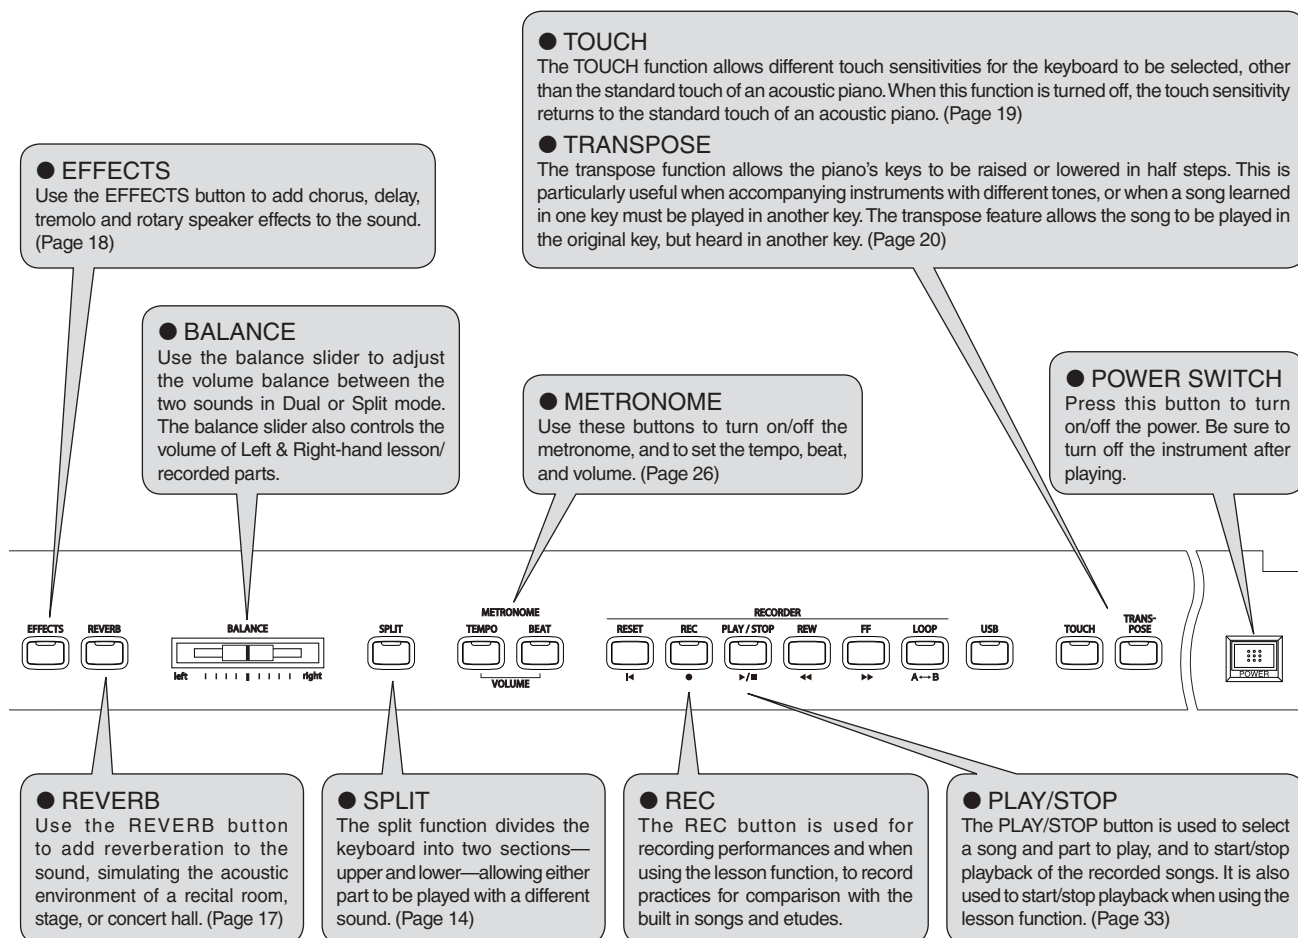 ● TOUCH
The TOUCH function allows different touch sensitivities for the keyboard to be selected, other
than the standard touch of an acoustic piano. When this function is turned off, the touch sensitivity
returns to the standard touch of an acoustic piano. (Page 19)
● TRANSPOSE
The transpose function allows the piano's keys to be raised or lowered in half steps. This is
particularly useful when accompanying instruments with different tones, or when a song learned
in one key must be played in another key. The transpose feature allows the song to be played in
the original key, but heard in another key. (Page 20)
● EFFECTS
Use the EFFECTS button to add chorus, delay,
tremolo and rotary speaker effects to the sound.
(Page 18)
● BALANCE
Use the balance slider to adjust
the volume balance between the
two sounds in Dual or Split mode.
The balance slider also controls the
volume of Left & Right-hand lesson/
recorded parts.
● METRONOME
Use these buttons to turn on/off the
metronome, and to set the tempo, beat,
and volume. (Page 26)
● POWER SWITCH
Press this button to turn
on/off the power. Be sure to
turn off the instrument after
playing.
METRONOME RECORDER TRANS-
EFFECTS REVERB BALANCE SPLIT TEMPO BEAT RESET REC PLAY / STOP REW FF LOOP USB TOUCH POSE
left right VOLUME A↔B POWER
● REVERB
Use the REVERB button
to add reverberation to the
sound, simulating the acoustic
environment of a recital room,
stage, or concert hall. (Page 17)
● SPLIT
The split function divides the
keyboard into two sections—
upper and lower—allowing either
part to be played with a different
sound. (Page 14)
● REC
The REC button is used for
recording performances and when
using the lesson function, to record
practices for comparison with the
built in songs and etudes.
● PLAY/STOP
The PLAY/STOP button is used to select
a song and part to play, and to start/stop
playback of the recorded songs. It is also
used to start/stop playback when using the
lesson function. (Page 33)